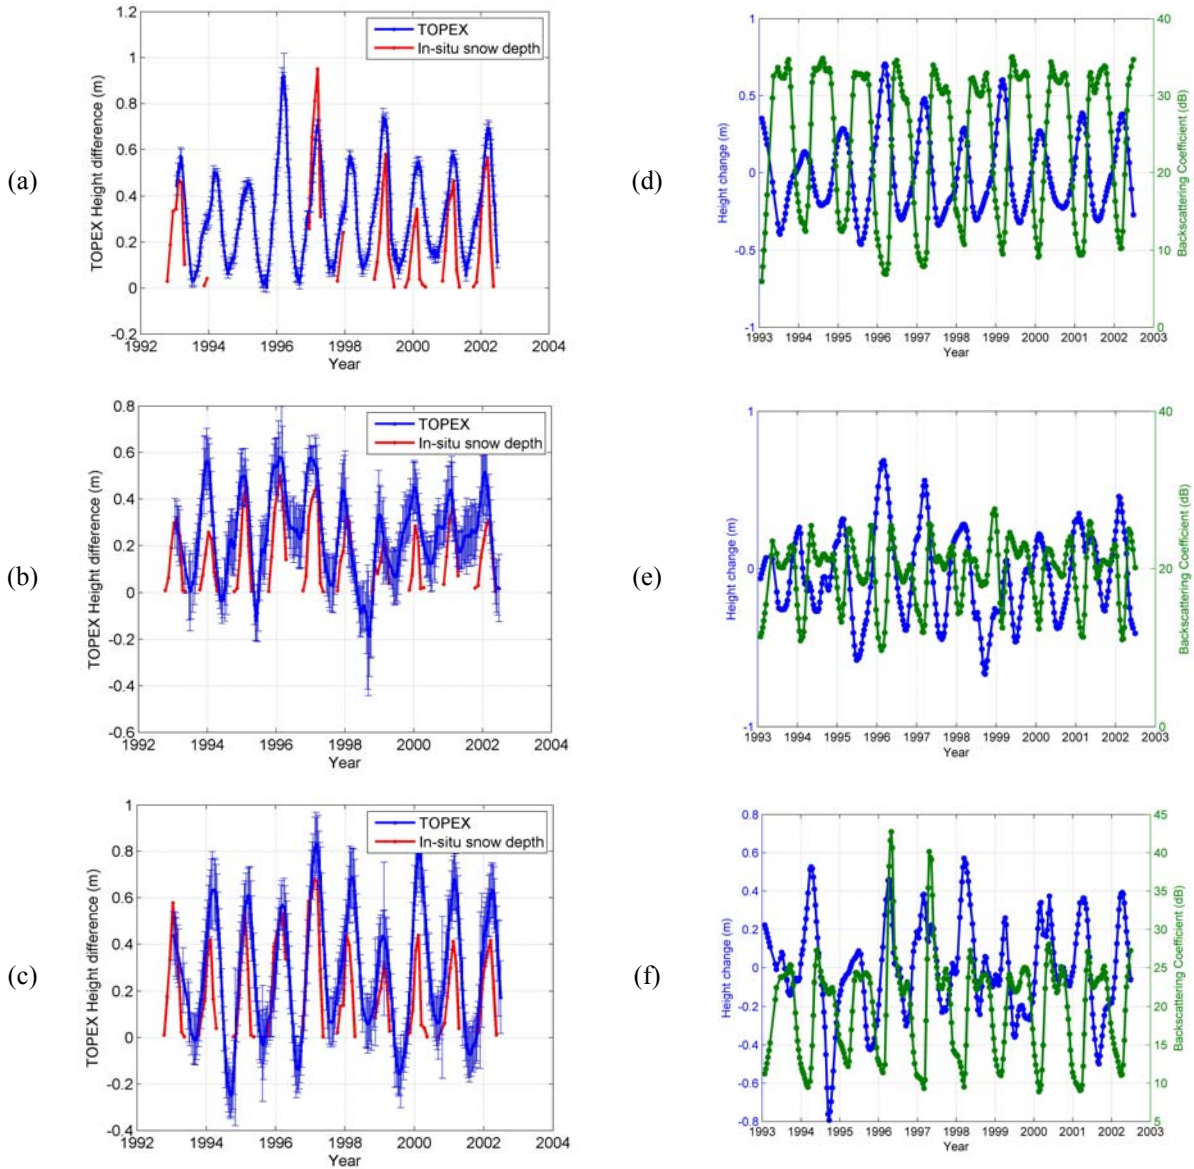 (a)
TOPEX Height difference (m)
1.2
1
0.8
0.6
0.4
0.2
0
-0.2
1992 1994 1996 1998 2000 2002 2004
Year
TOPEX
In-situ snow depth
(d)
Height change (m)
1
0.5
0
-0.5
-1
1993 1994 1995 1996 1997 1998 1999 2000 2001 2002 2003
Year
40
30
20
10
0
Backscattering Coefficient (dB)
(b)
TOPEX Height difference (m)
0.8
0.6
0.4
0.2
0
-0.2
-0.4
-0.6
1992 1994 1996 1998 2000 2002 2004
Year
TOPEX
In-situ snow depth
(e)
Height change (m)
1
0
-1
1993 1994 1995 1996 1997 1998 1999 2000 2001 2002 2003
Year
40
20
0
Backscattering Coefficient (dB)
(c)
TOPEX Height difference (m)
1
0.8
0.6
0.4
0.2
0
-0.2
-0.4
1992 1994 1996 1998 2000 2002 2004
Year
TOPEX
In-situ snow depth
(f)
Height change (m)
0.8
0.6
0.4
0.2
0
-0.2
-0.4
-0.6
-0.8
1993 1994 1995 1996 1997 1998 1999 2000 2001 2002 2003
Year
45
40
35
30
25
20
15
10
5
Backscattering Coefficient (dB)